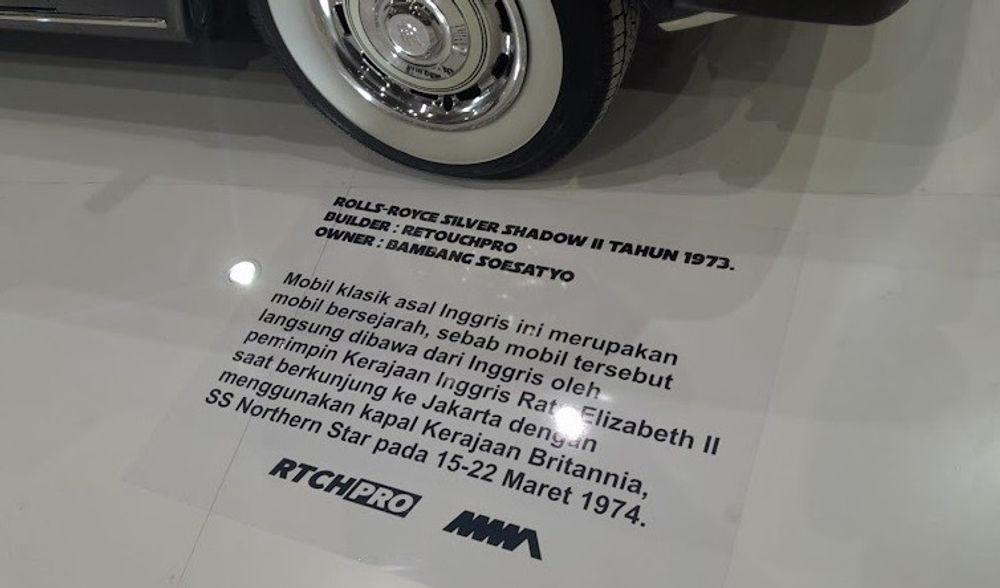 ROLLS-ROYCE SILVER SHADOW II TAHUN 1973.
BUILDER : RETOUCHPRO
OWNER : BAMBANG SOESATYO
Mobil klasik asal Inggris ini merupakan
mobil bersejarah, sebab mobil tersebut
langsung dibawa dari Inggris oleh
pemimpin Kerajaan Inggris Ratu Elizabeth II
saat berkunjung ke Jakarta dengan
menggunakan kapal Kerajaan Britannia,
SS Northern Star pada 15-22 Maret 1974.
RTCHPRO